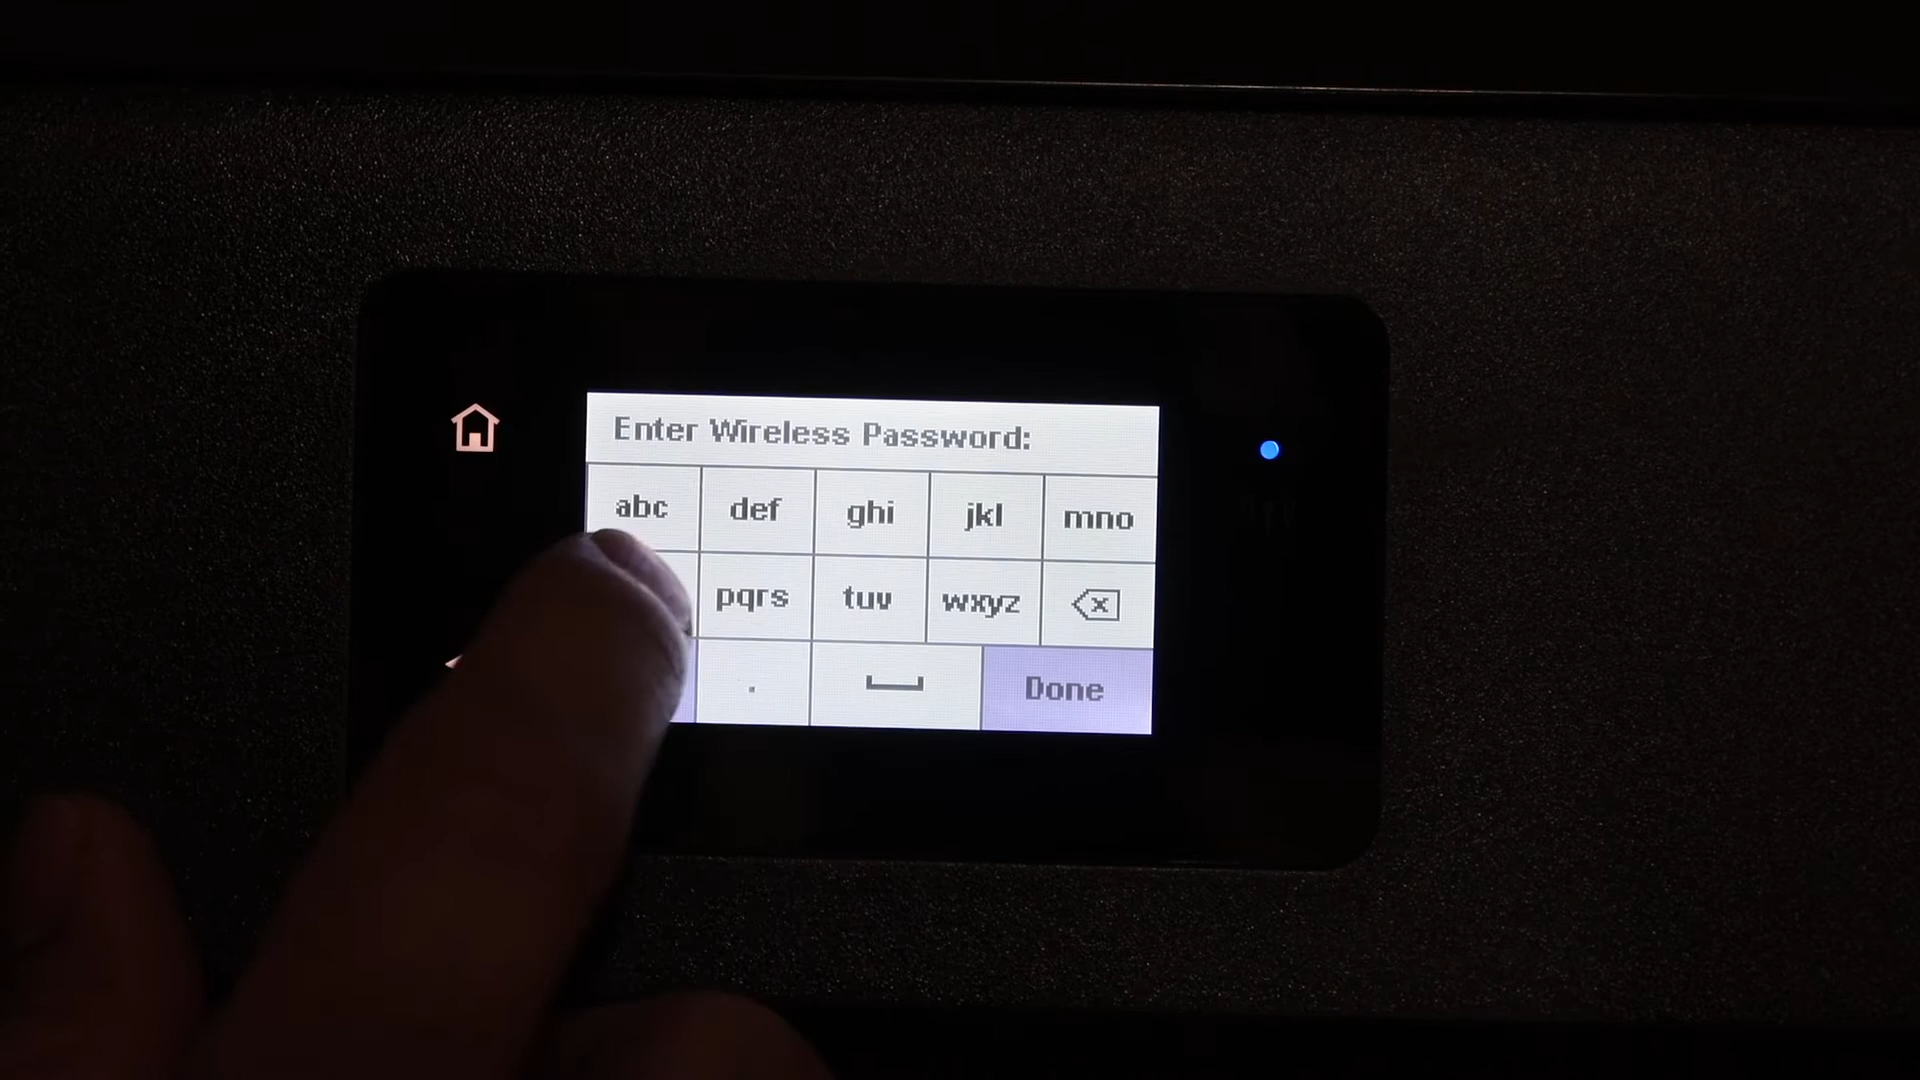 Enter Wireless Password:
abc def ghi jkl mno
pqrs tuv wxyz
. Done